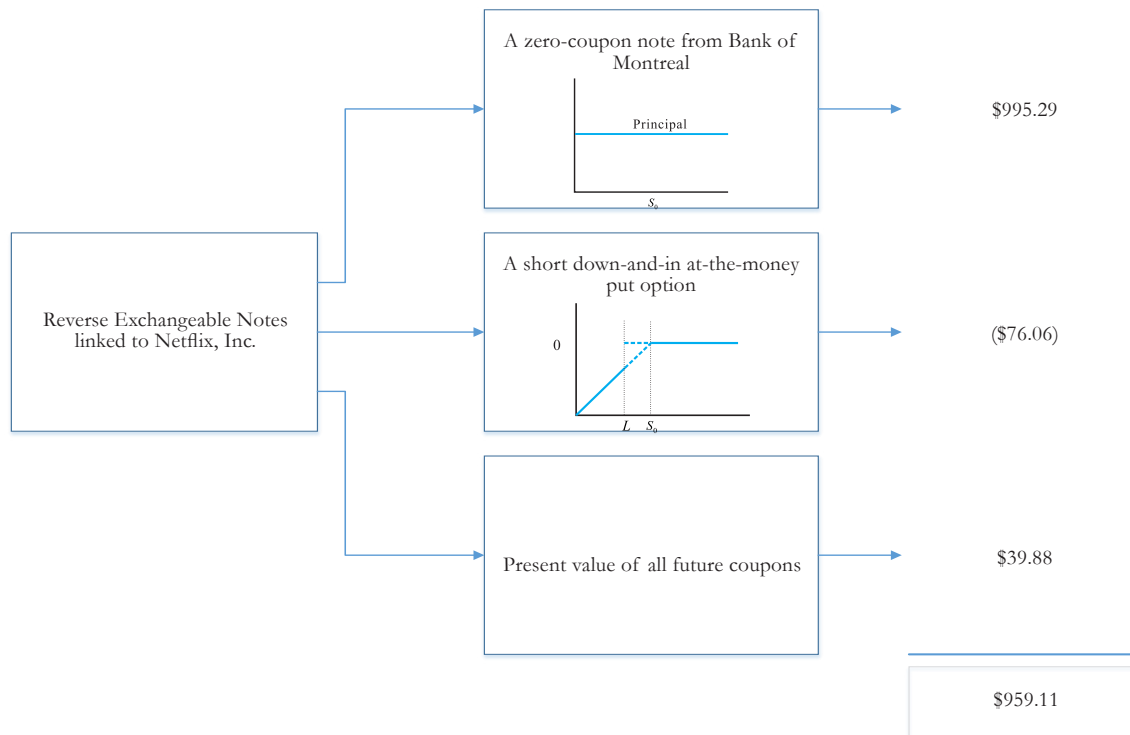 A zero-coupon note from Bank of
Montreal
Principal
S₀
$995.29
Reverse Exchangeable Notes
linked to Netflix, Inc.
A short down-and-in at-the-money
put option
0
L S₀
($76.06)
Present value of all future coupons
$39.88
$959.11